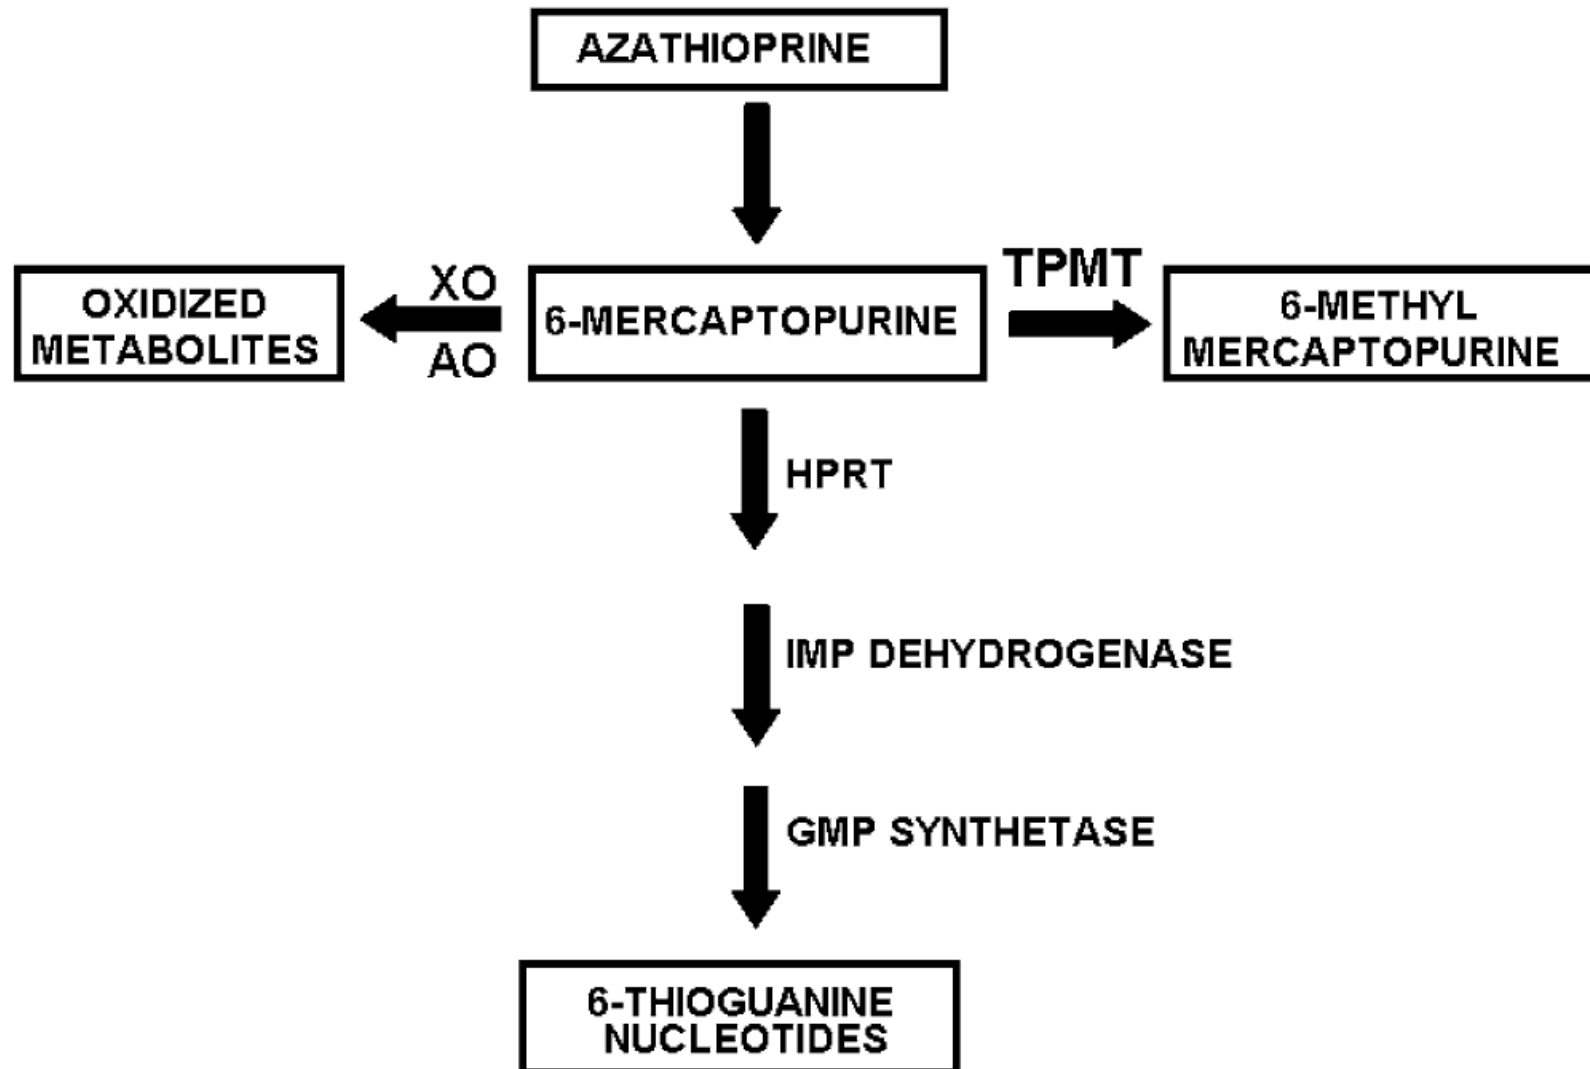 AZATHIOPRINE
TPMT
XO
OXIDIZED
METABOLITES
AO
6-MERCAPTOPURINE
6-METHYL
MERCAPTOPURINE
HPRT
IMP DEHYDROGENASE
GMP SYNTHETASE
6-THIOGUANINE
NUCLEOTIDES